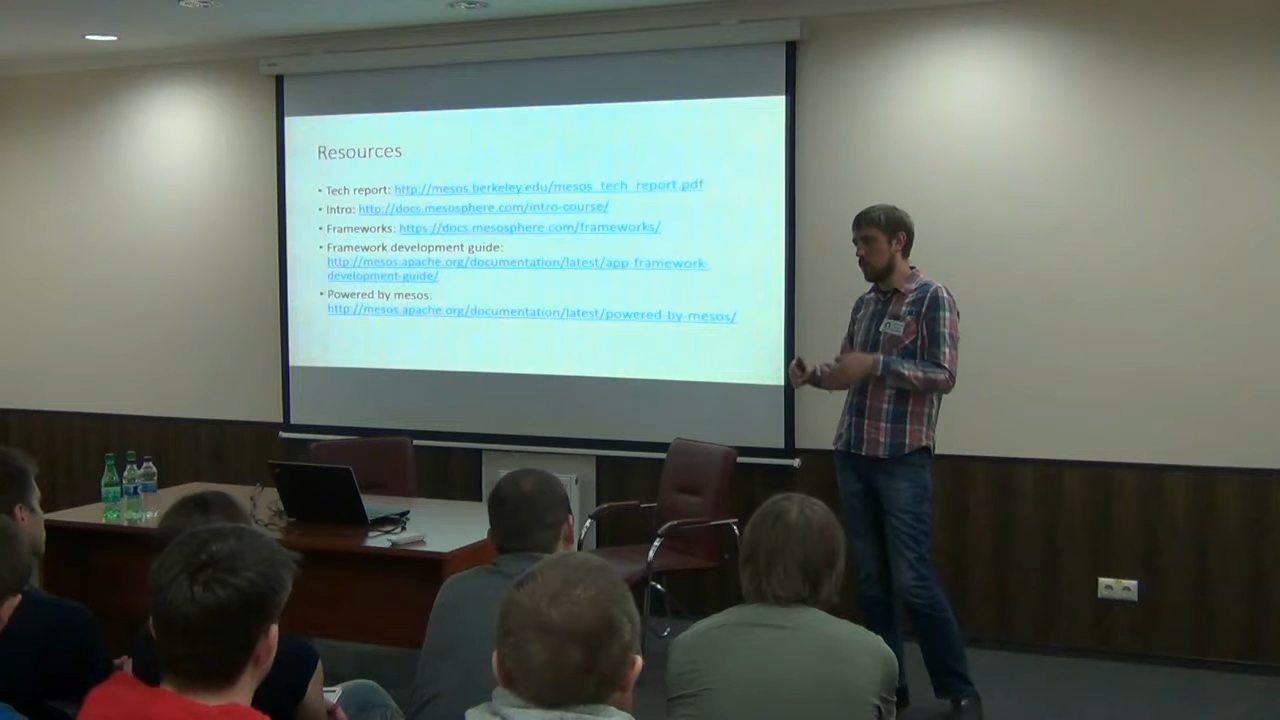 Resources
• Tech report: http://mesos.berkeley.edu/mesos_tech_report.pdf
• Intro: http://docs.mesosphere.com/intro-course/
• Frameworks: https://docs.mesosphere.com/frameworks/
• Framework development guide:
http://mesos.apache.org/documentation/latest/app-framework-
development-guide/
• Powered by mesos:
http://mesos.apache.org/documentation/latest/powered-by-mesos/